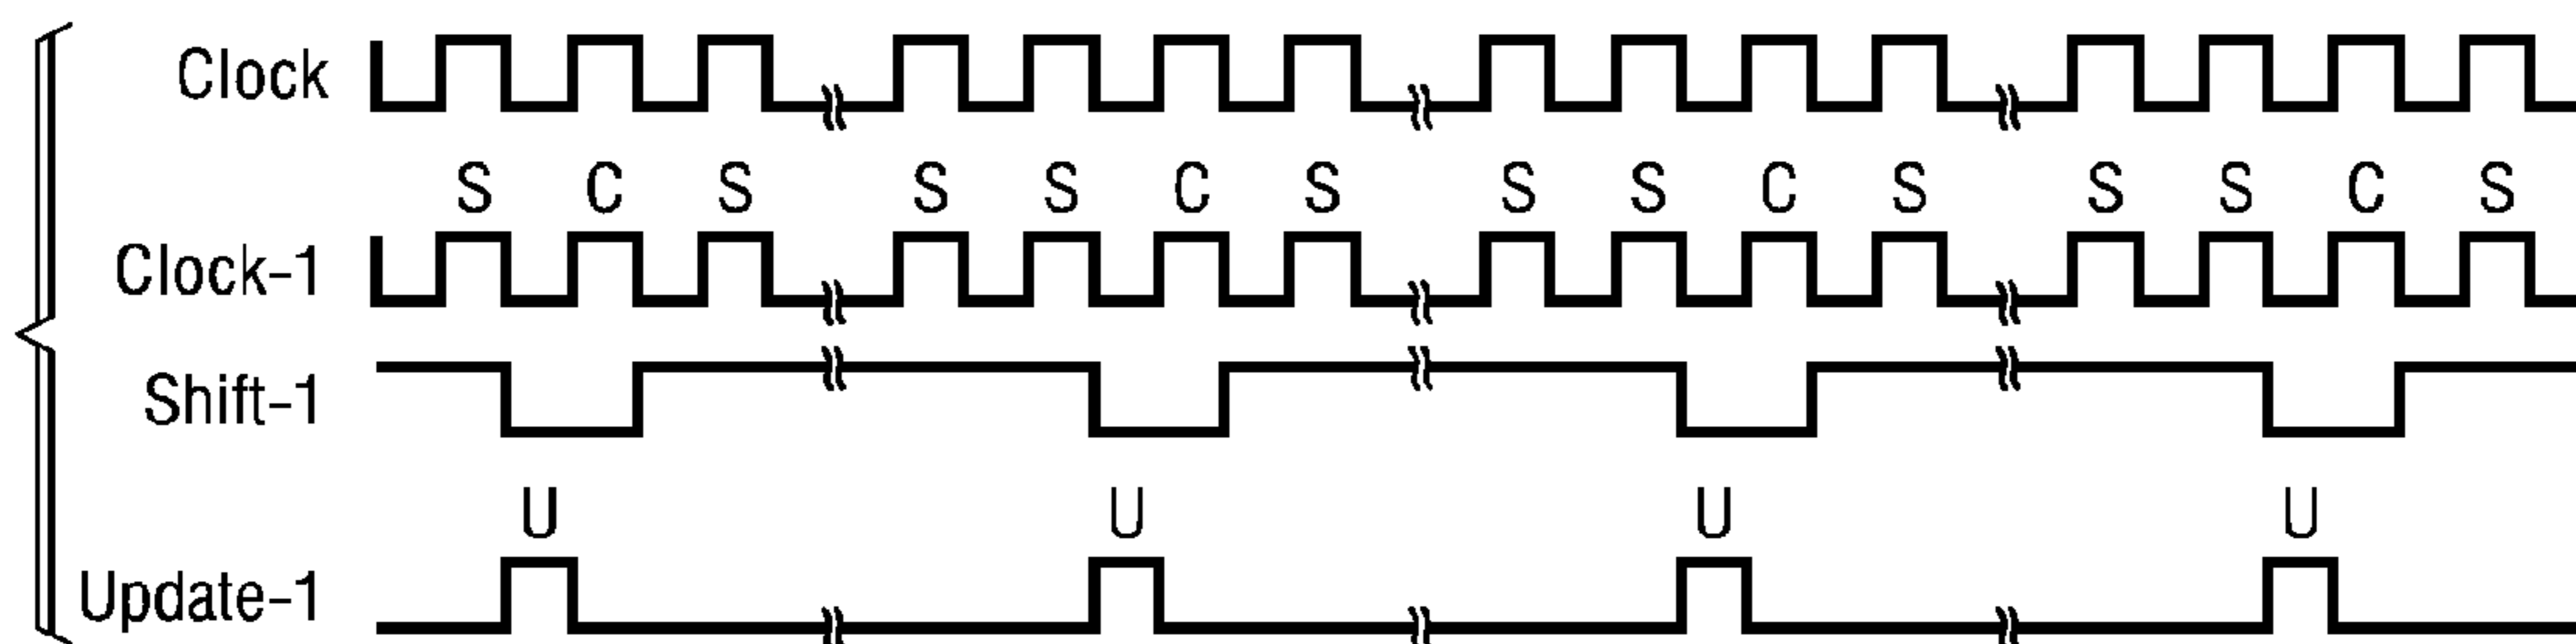 Clock
S C S S S C S S S C S S S C S
Clock-1
Shift-1
U U U U
Update-1